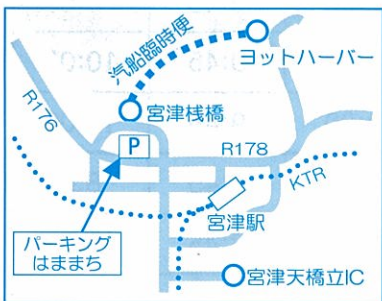 汽船臨時便
ヨットハーバー
宮津桟橋
R176
P
R178
KTR
宮津駅
パーキング
はままち
宮津天橋立IC